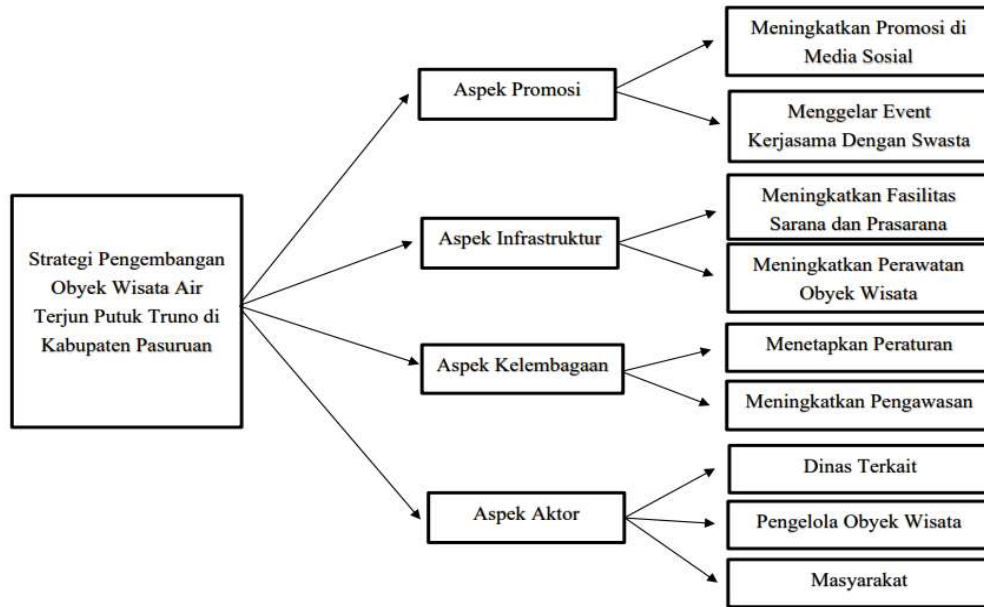 Strategi Pengembangan
Obyek Wisata Air
Terjun Putuk Truno di
Kabupaten Pasuruan
Aspek Promosi
Meningkatkan Promosi di
Media Sosial
Menggelar Event
Kerjasama Dengan Swasta
Aspek Infrastruktur
Meningkatkan Fasilitas
Sarana dan Prasarana
Meningkatkan Perawatan
Obyek Wisata
Aspek Kelembagaan
Menetapkan Peraturan
Meningkatkan Pengawasan
Aspek Aktor
Dinas Terkait
Pengelola Obyek Wisata
Masyarakat